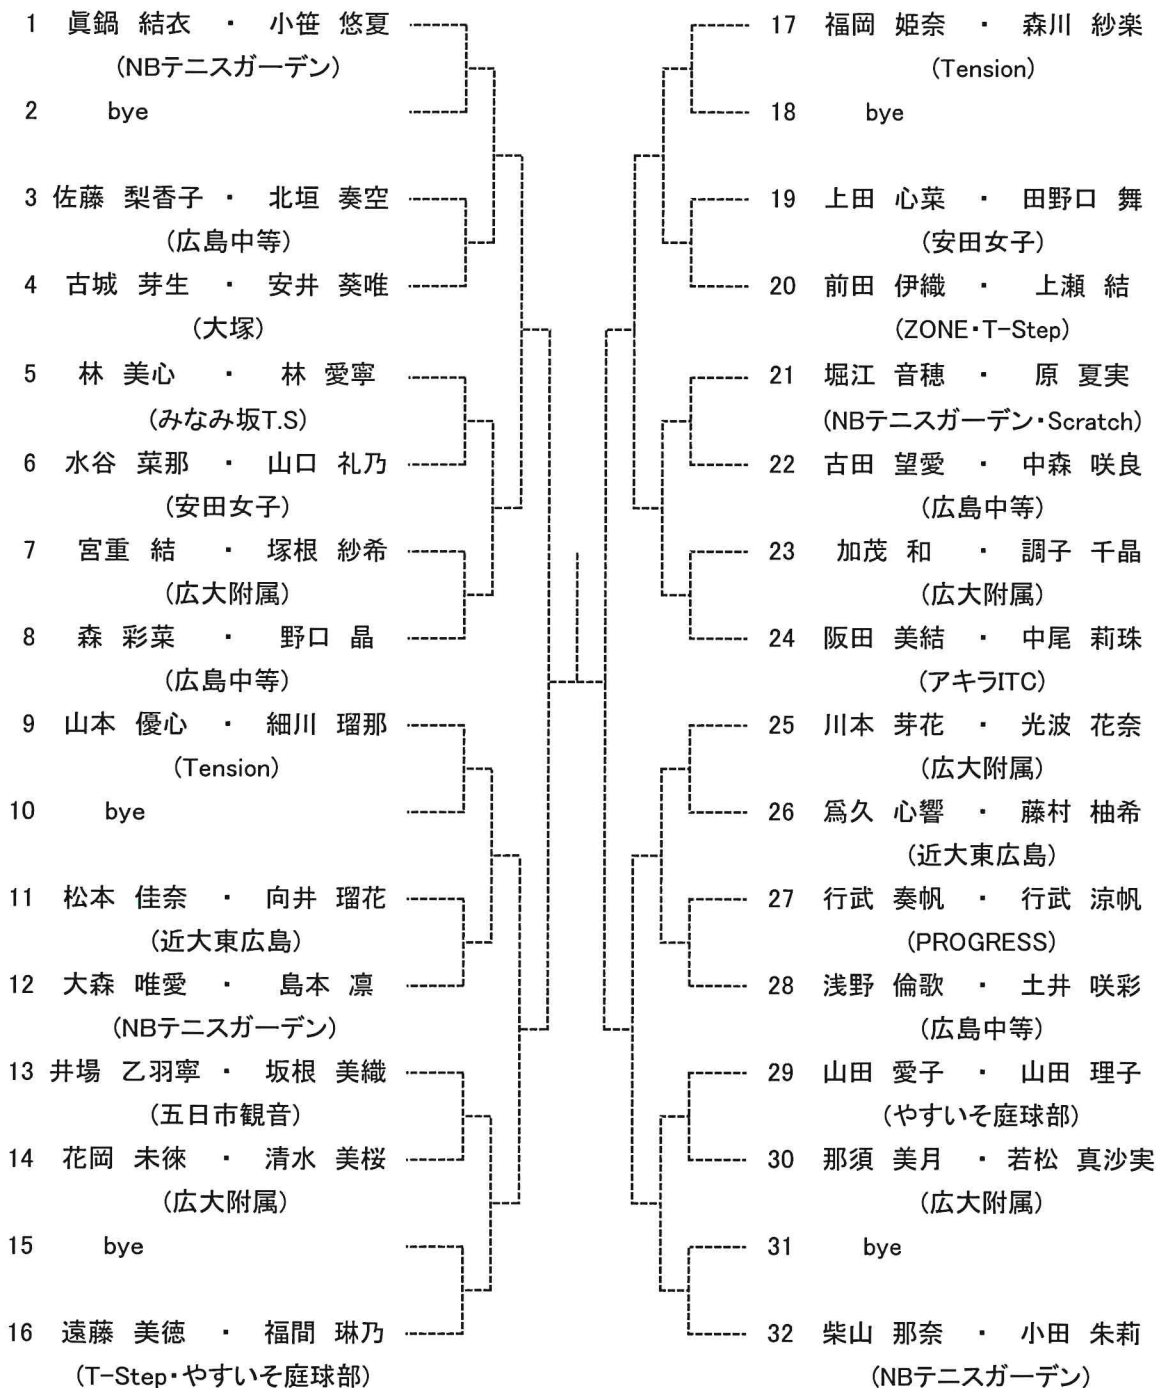 1 眞鍋 結衣 ・ 小笹 悠夏
(NBテニスガーデン)
2 bye
3 佐藤 梨香子 ・ 北垣 奏空
(広島中等)
4 古城 芽生 ・ 安井 葵唯
(大塚)
5 林 美心 ・ 林 愛寧
(みなみ坂T.S)
6 水谷 菜那 ・ 山口 礼乃
(安田女子)
7 宮重 結 ・ 塚根 紗希
(広大附属)
8 森 彩菜 ・ 野口 晶
(広島中等)
9 山本 優心 ・ 細川 瑠那
(Tension)
10 bye
11 松本 佳奈 ・ 向井 瑠花
(近大東広島)
12 大森 唯愛 ・ 島本 凛
(NBテニスガーデン)
13 井場 乙羽寧 ・ 坂根 美織
(五日市観音)
14 花岡 未徠 ・ 清水 美桜
(広大附属)
15 bye
16 遠藤 美徳 ・ 福間 琳乃
(T-Step・やすいそ庭球部)
17 福岡 姫奈 ・ 森川 紗楽
(Tension)
18 bye
19 上田 心菜 ・ 田野口 舞
(安田女子)
20 前田 伊織 ・ 上瀬 結
(ZONE・T-Step)
21 堀江 音穂 ・ 原 夏実
(NBテニスガーデン・Scratch)
22 古田 望愛 ・ 中森 咲良
(広島中等)
23 加茂 和 ・ 調子 千晶
(広大附属)
24 阪田 美結 ・ 中尾 莉珠
(アキラITC)
25 川本 芽花 ・ 光波 花奈
(広大附属)
26 爲久 心響 ・ 藤村 柚希
(近大東広島)
27 行武 奏帆 ・ 行武 涼帆
(PROGRESS)
28 浅野 倫歌 ・ 土井 咲彩
(広島中等)
29 山田 愛子 ・ 山田 理子
(やすいそ庭球部)
30 那須 美月 ・ 若松 真沙実
(広大附属)
31 bye
32 柴山 那奈 ・ 小田 朱莉
(NBテニスガーデン)